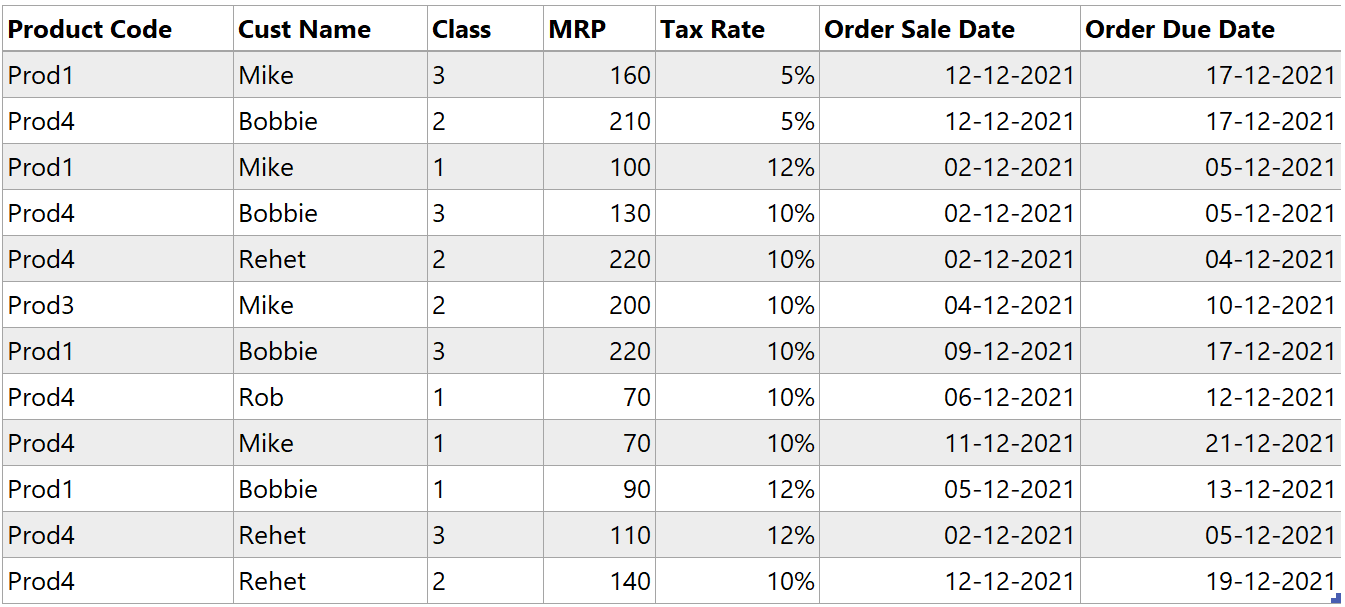 Product Code Cust Name Class MRP Tax Rate Order Sale Date Order Due Date
Prod1 Mike 3 160 5% 12-12-2021 17-12-2021
Prod4 Bobbie 2 210 5% 12-12-2021 17-12-2021
Prod1 Mike 1 100 12% 02-12-2021 05-12-2021
Prod4 Bobbie 3 130 10% 02-12-2021 05-12-2021
Prod4 Rehet 2 220 10% 02-12-2021 04-12-2021
Prod3 Mike 2 200 10% 04-12-2021 10-12-2021
Prod1 Bobbie 3 220 10% 09-12-2021 17-12-2021
Prod4 Rob 1 70 10% 06-12-2021 12-12-2021
Prod4 Mike 1 70 10% 11-12-2021 21-12-2021
Prod1 Bobbie 1 90 12% 05-12-2021 13-12-2021
Prod4 Rehet 3 110 12% 02-12-2021 05-12-2021
Prod4 Rehet 2 140 10% 12-12-2021 19-12-2021